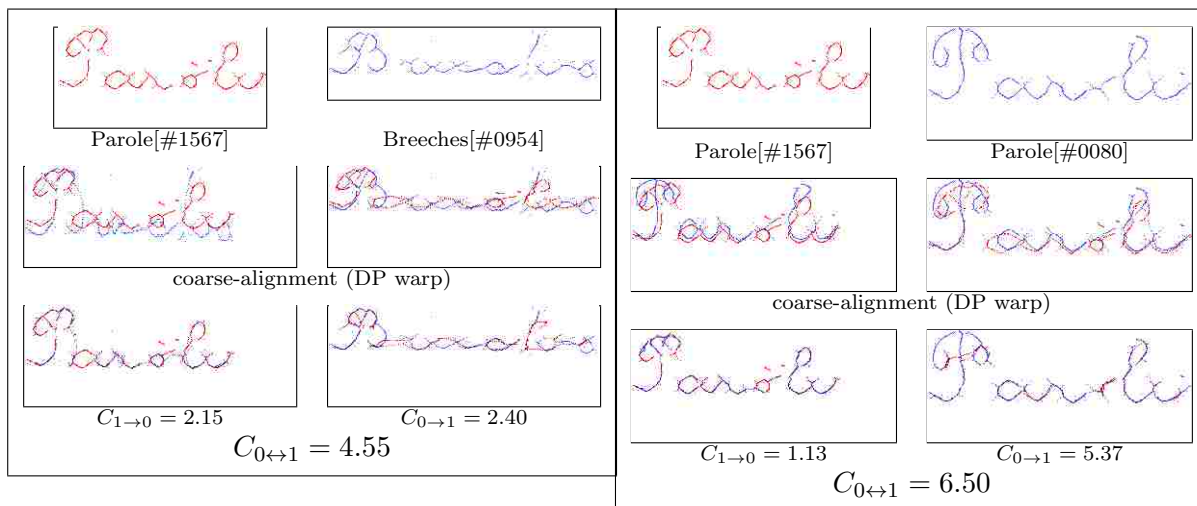 Parole[#1567] Breeches[#0954]
coarse-alignment (DP warp)
C1→0 = 2.15 C0→1 = 2.40
C0↔1 = 4.55
Parole[#1567] Parole[#0080]
coarse-alignment (DP warp)
C1→0 = 1.13 C0→1 = 5.37
C0↔1 = 6.50